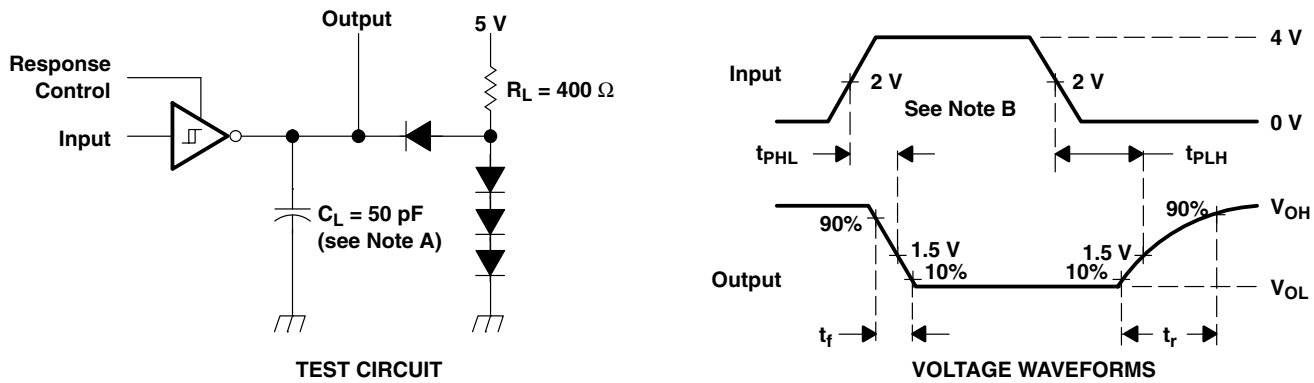 Output
5 V
Response
Control
R_L = 400 Ω
Input
C_L = 50 pF
(see Note A)
TEST CIRCUIT
4 V
Input
2 V
2 V
See Note B
0 V
t_PHL
t_PLH
90%
90%
V_OH
1.5 V
1.5 V
10%
10%
Output
V_OL
t_f
t_r
VOLTAGE WAVEFORMS